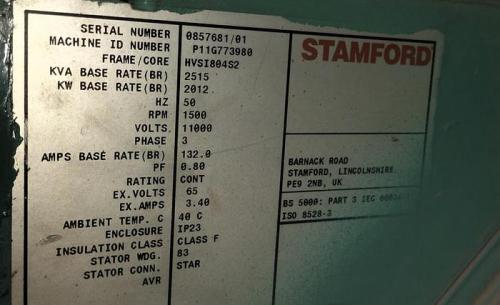 SERIAL NUMBER 0857681/01
MACHINE ID NUMBER P11G773980
FRAME/CORE HVSI804S2
KVA BASE RATE(BR) 2515
KW BASE RATE(BR) 2012
HZ 50
RPM 1500
VOLTS 11000
PHASE 3
AMPS BASE RATE(BR) 132.0
PF 0.80
RATING CONT
EX.VOLTS 65
EX.AMPS 3.40
AMBIENT TEMP. C 40 C
ENCLOSURE IP23
INSULATION CLASS CLASS F
STATOR WDG. 83
STATOR CONN. STAR
AVR
STAMFORD
BARNACK ROAD
STAMFORD, LINCOLNSHIRE.
PE9 2NB, UK
BS 5000: PART 3 IEC
ISO 8528-3